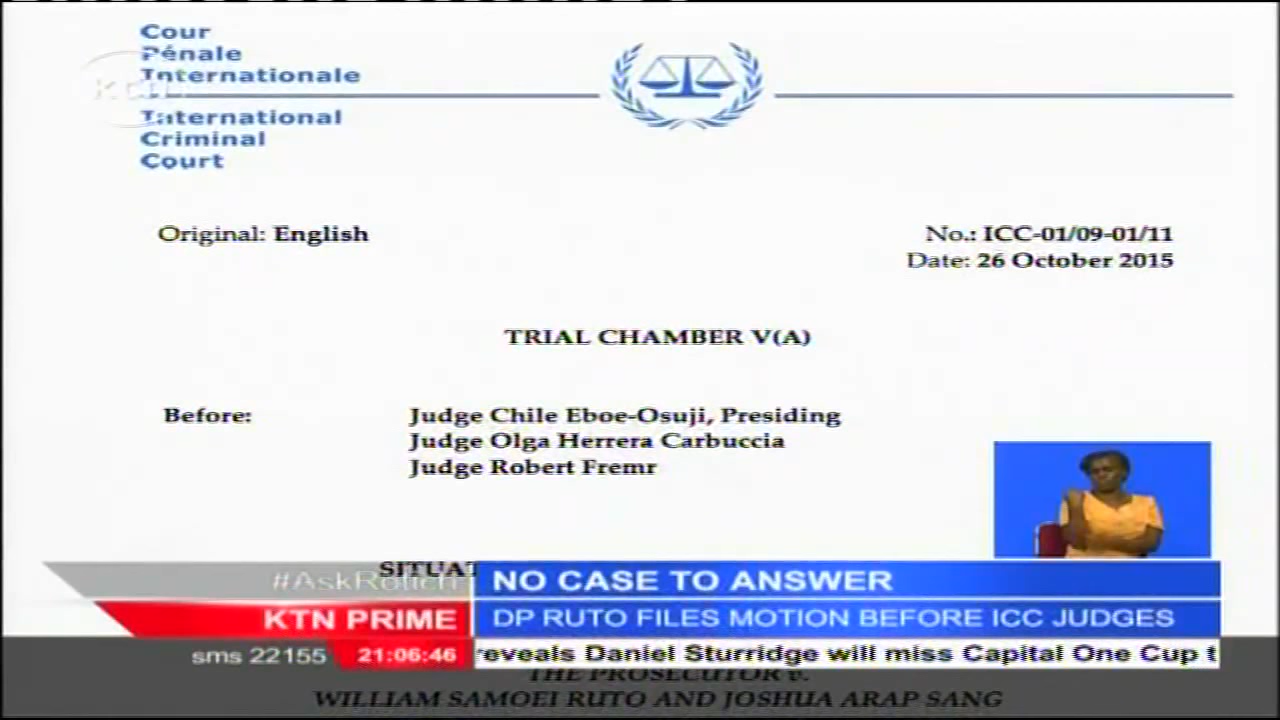 Cour
Pénale
Internationale
International
Criminal
Court
Original: English
No.: ICC-01/09-01/11
Date: 26 October 2015
TRIAL CHAMBER V(A)
Before:
Judge Chile Eboe-Osuji, Presiding
Judge Olga Herrera Carbuccia
Judge Robert Fremr
SITUAT
#AskRotich
NO CASE TO ANSWER
KTN PRIME
DP RUTO FILES MOTION BEFORE ICC JUDGES
sms 22155
21:06:46
reveals Daniel Sturridge will miss Capital One Cup t
THE PROSECUTOR v.
WILLIAM SAMOEI RUTO AND JOSHUA ARAP SANG